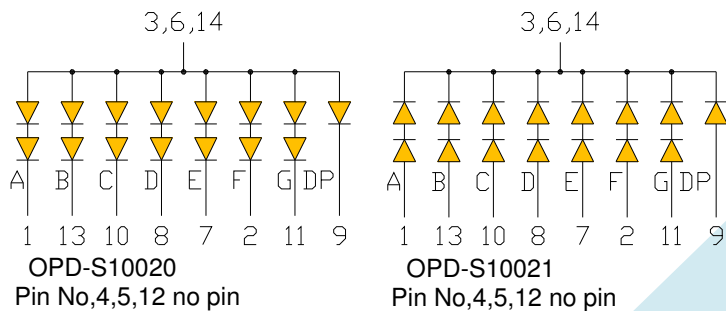 3,6,14
A B C D E F G DP
1 13 10 8 7 2 11 9
OPD-S10020
Pin No,4,5,12 no pin
3,6,14
A B C D E F G DP
1 13 10 8 7 2 11 9
OPD-S10021
Pin No,4,5,12 no pin